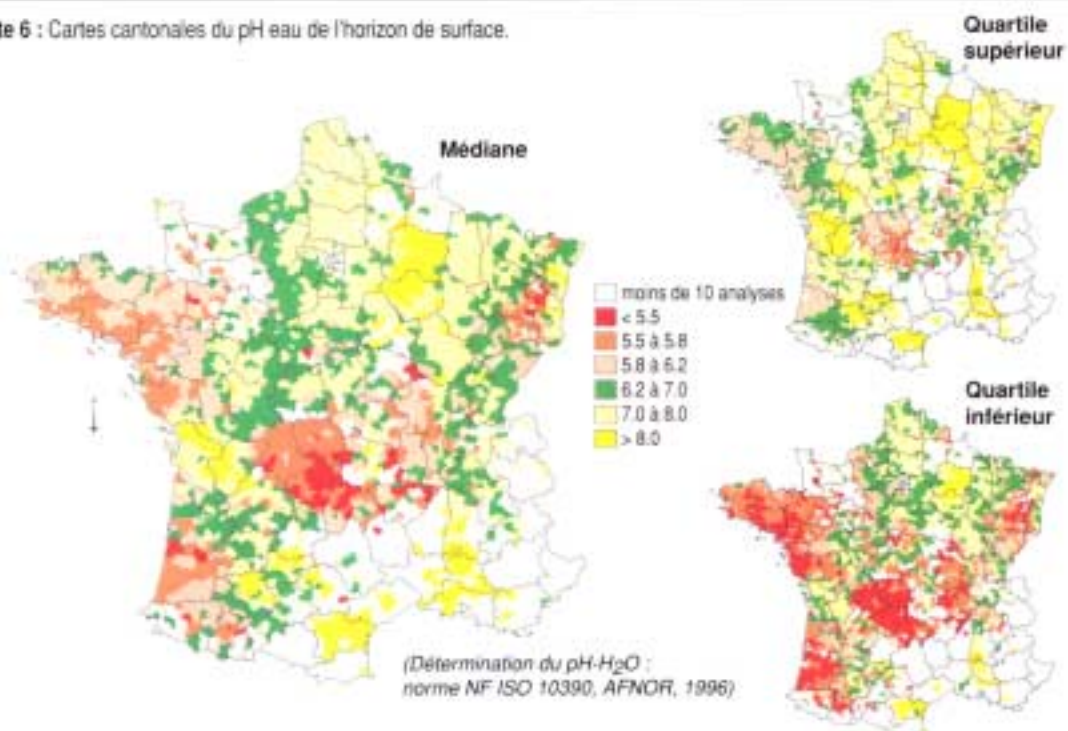 te 6 : Cartes cantonales du pH eau de l'horizon de surface.
Quartile
supérieur
Médiane
moins de 10 analyses
< 5.5
5.5 à 5.8
5.8 à 6.2
6.2 à 7.0
7.0 à 8.0
> 8.0
Quartile
inférieur
(Détermination du pH-H2O :
norme NF ISO 10390, AFNOR, 1996)